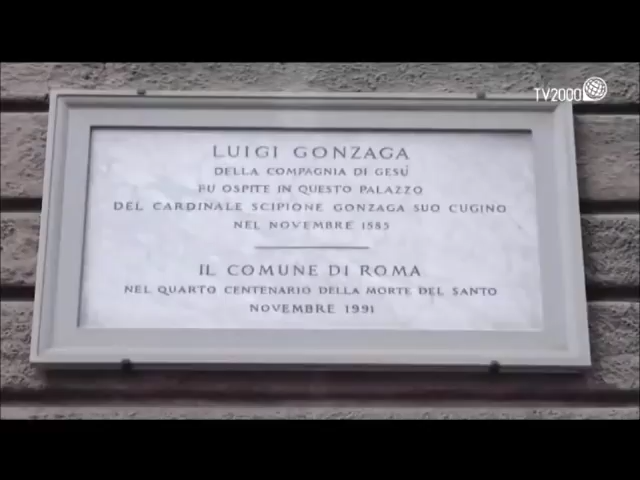 TV2000
LUIGI GONZAGA
DELLA COMPAGNIA DI GESÙ
FU OSPITE IN QUESTO PALAZZO
DEL CARDINALE SCIPIONE GONZAGA SUO CUGINO
NEL NOVEMBRE 1585
IL COMUNE DI ROMA
NEL QUARTO CENTENARIO DELLA MORTE DEL SANTO
NOVEMBRE 1991